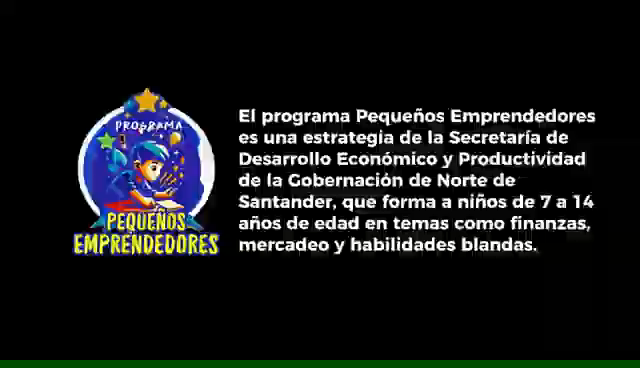 PROGRAMA
PEQUEÑOS
EMPRENDEDORES
El programa Pequeños Emprendedores
es una estrategia de la Secretaría de
Desarrollo Económico y Productividad
de la Gobernación de Norte de
Santander, que forma a niños de 7 a 14
años de edad en temas como finanzas,
mercadeo y habilidades blandas.